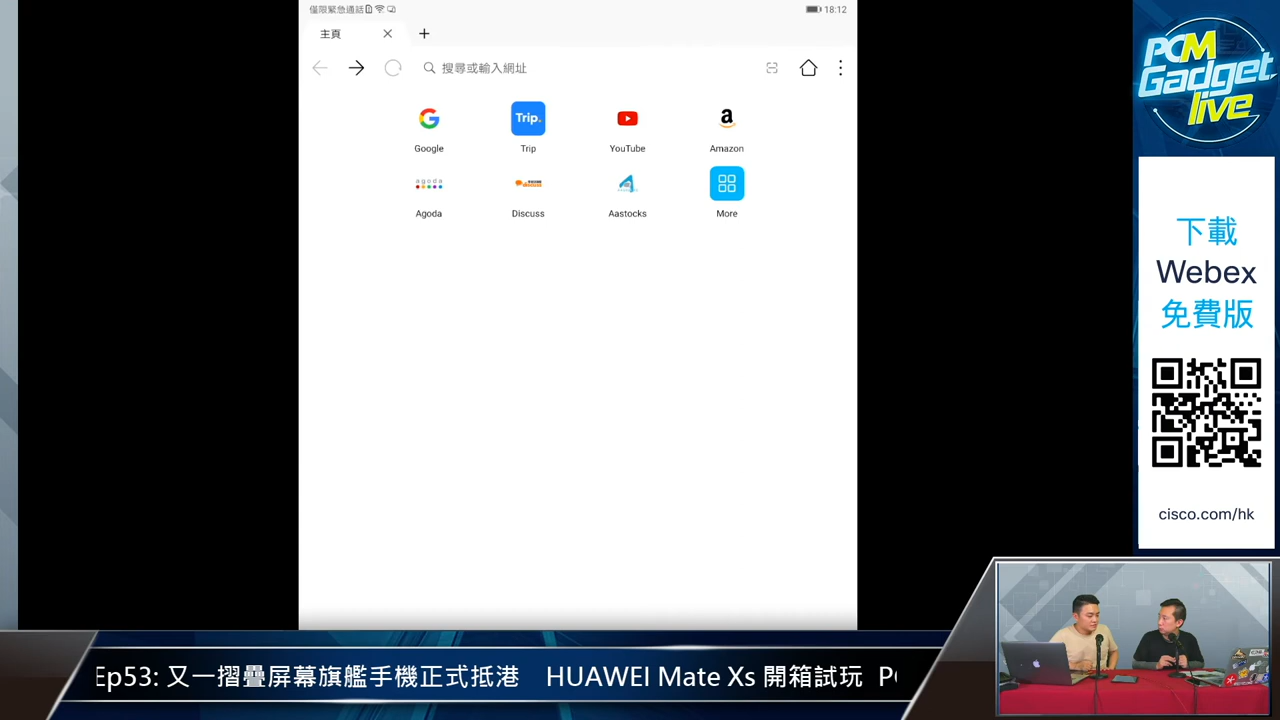 僅限緊急通話
18:12
主頁
搜尋或輸入網址
Trip.
a
Google
Trip
YouTube
Amazon
agoda
Agoda
Discuss
Aastocks
More
PCM
Gadget
live
下載
Webex
免費版
cisco.com/hk
Ep53: 又一摺疊屏幕旗艦手機正式抵港 HUAWEI Mate Xs 開箱試玩 P